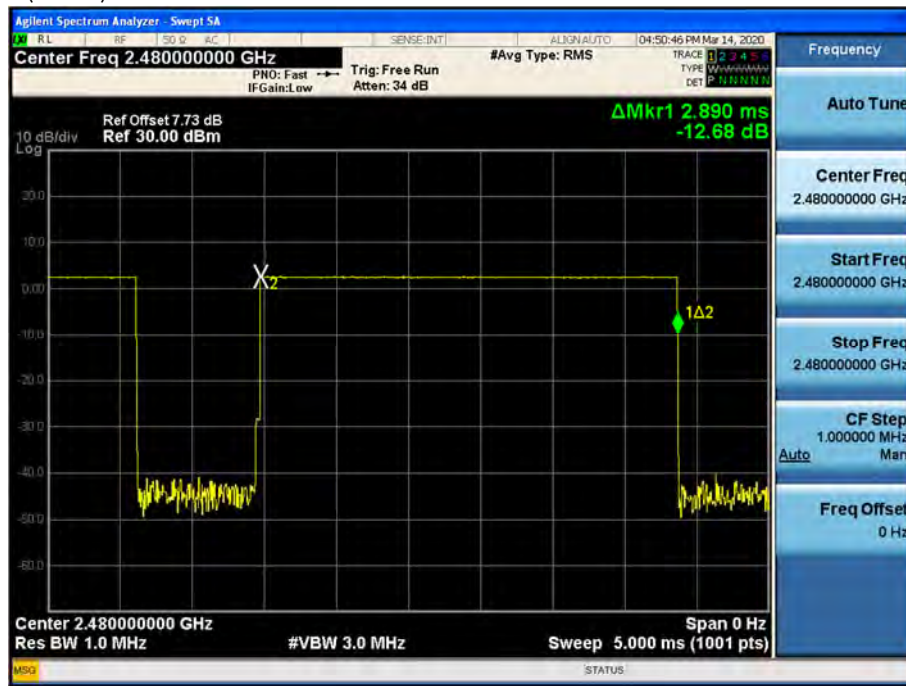 Agilent Spectrum Analyzer - Swept SA
LXI RL RF 50 Ω AC SENSE:INT ALIGN AUTO 04:50:46 PM Mar 14, 2020
Center Freq 2.480000000 GHz #Avg Type: RMS TRACE 1 2 3 4 5 6
PNO: Fast Trig: Free Run TYPE W
IFGain:Low Atten: 34 dB DET P N N N N N
ΔMkr1 2.890 ms
-12.68 dB
Ref Offset 7.73 dB
10 dB/div Ref 30.00 dBm
Log
20.0
10.0
0.00
-10.0
-20.0
-30.0
-40.0
-50.0
-60.0
X2
1Δ2
Center 2.480000000 GHz Span 0 Hz
Res BW 1.0 MHz #VBW 3.0 MHz Sweep 5.000 ms (1001 pts)
MSG STATUS
Frequency
Auto Tune
Center Freq
2.480000000 GHz
Start Freq
2.480000000 GHz
Stop Freq
2.480000000 GHz
CF Step
1.000000 MHz
Auto Man
Freq Offset
0 Hz